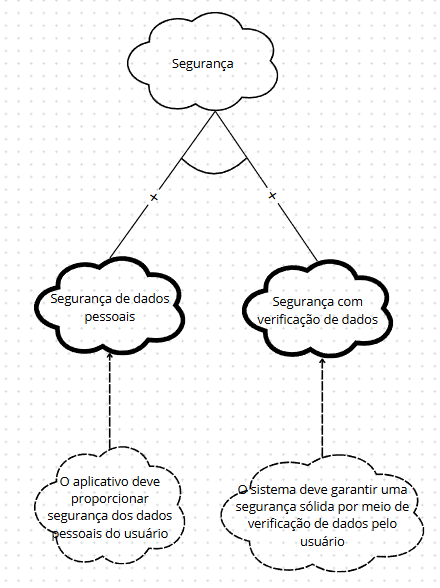 Segurança
+
+
Segurança de dados
pessoais
Segurança com
verificação de dados
O aplicativo deve
proporcionar
segurança dos dados
pessoais do usuário
O sistema deve garantir uma
segurança sólida por meio de
verificação de dados pelo
usuário